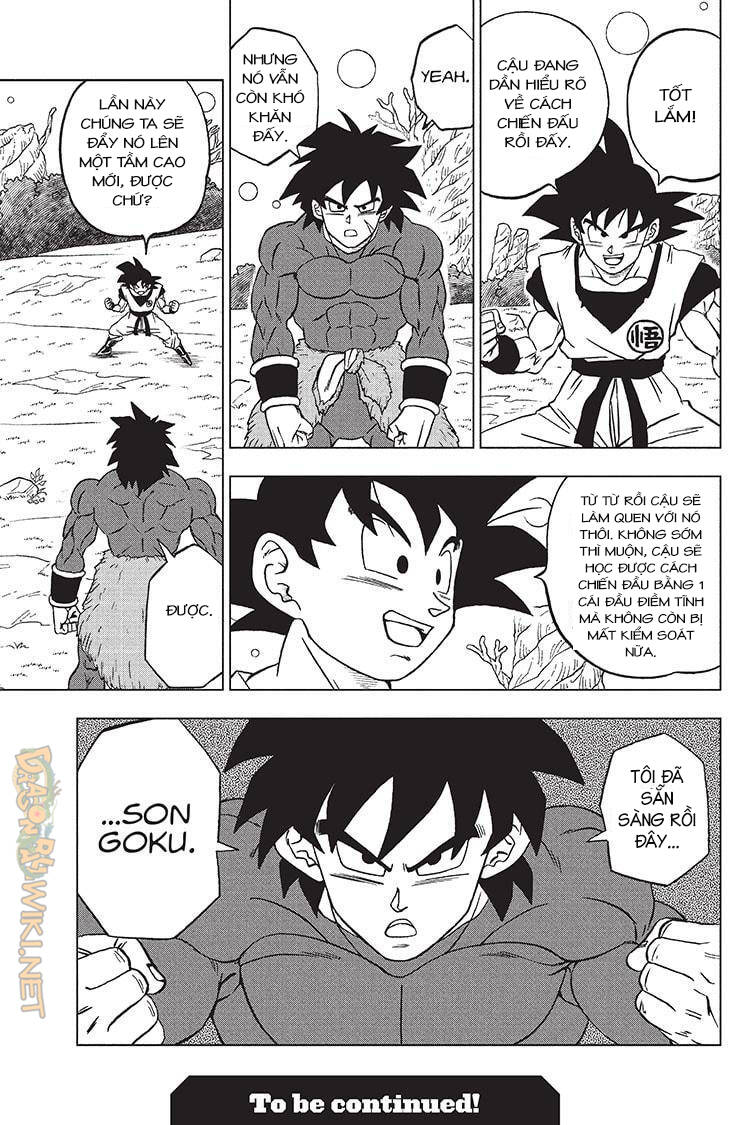 TỐT
LẮM!
CẬU ĐANG
DẦN HIỂU RÕ
VỀ CÁCH
CHIẾN ĐẤU
RỒI ĐẤY.
悟
YEAH.
NHƯNG
NÓ VẪN
CÒN KHÓ
KHĂN
ĐẤY.
LẦN NÀY
CHÚNG TA SẼ
ĐẨY NÓ LÊN
MỘT TẦM CAO
MỚI, ĐƯỢC
CHỨ?
TỪ TỪ RỒI CẬU SẼ
LÀM QUEN VỚI NÓ
THÔI. KHÔNG SỚM
THÌ MUỘN, CẬU SẼ
HỌC ĐƯỢC CÁCH
CHIẾN ĐẤU BẰNG 1
CÁI ĐẦU ĐIỀM TĨNH
MÀ KHÔNG CÒN BỊ
MẤT KIỂM SOÁT
NỮA.
ĐƯỢC.
TÔI ĐÃ
SẴN
SÀNG RỒI
ĐÂY...
...SON
GOKU.
DRAGON BALL WIKI.NET
To be continued!